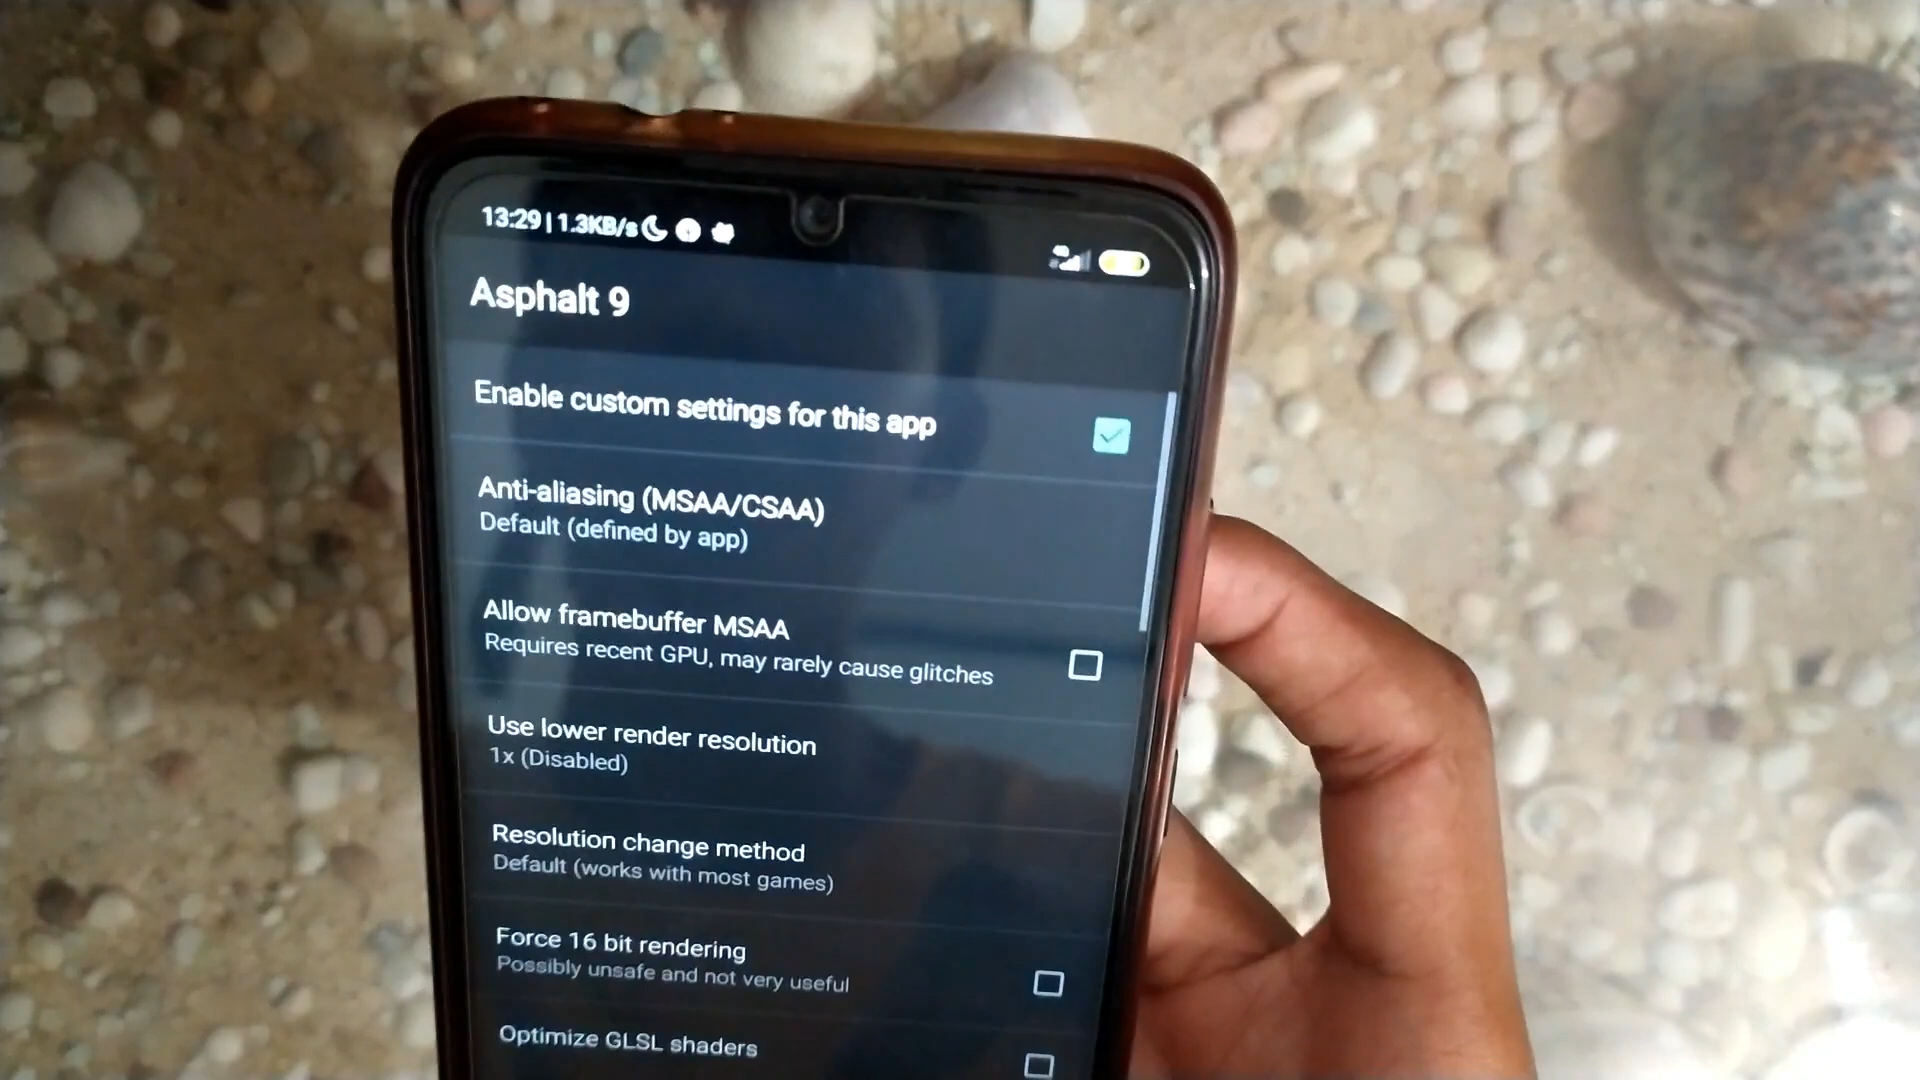 13:29 | 1.3KB/s
4G
Asphalt 9
Enable custom settings for this app
Anti-aliasing (MSAA/CSAA)
Default (defined by app)
Allow framebuffer MSAA
Requires recent GPU, may rarely cause glitches
Use lower render resolution
1x (Disabled)
Resolution change method
Default (works with most games)
Force 16 bit rendering
Possibly unsafe and not very useful
Optimize GLSL shaders